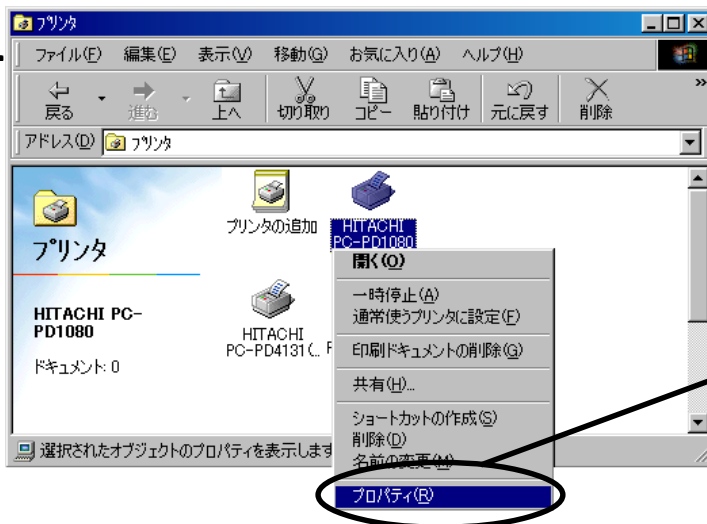 プリンタ
ファイル(F) 編集(E) 表示(V) 移動(G) お気に入り(A) ヘルプ(H)
戻る 進む 上へ 切り取り コピー 貼り付け 元に戻す 削除 »
アドレス(D) プリンタ
プリンタ
HITACHI PC-
PD1080
ドキュメント: 0
プリンタの追加
HITACHI
PC-PD1080
HITACHI
PC-PD4131(...
開く(O)
一時停止(A)
通常使うプリンタに設定(F)
印刷ドキュメントの削除(G)
共有(H)...
ショートカットの作成(S)
削除(D)
名前の変更(M)
プロパティ(R)
選択されたオブジェクトのプロパティを表示します